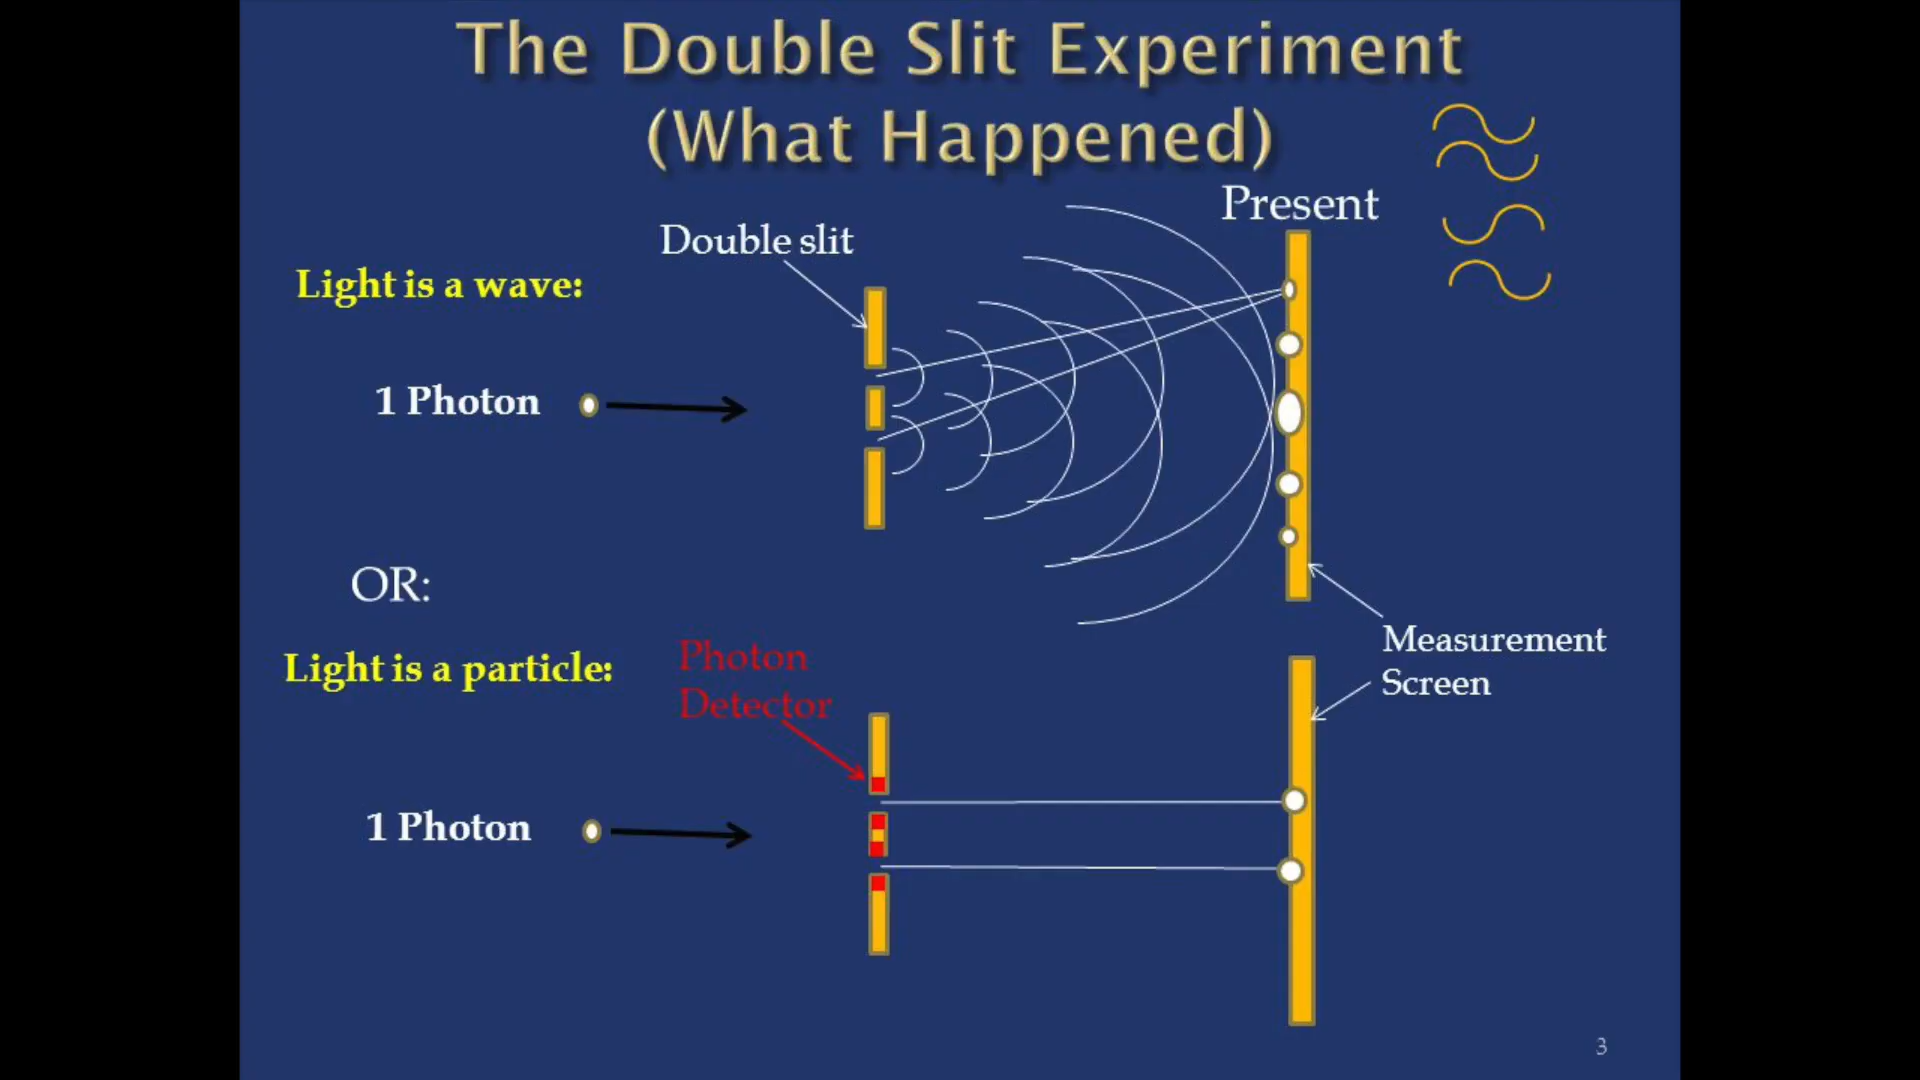 The Double Slit Experiment
(What Happened)
Present
Double slit
Light is a wave:
1 Photon
OR:
Measurement
Screen
Light is a particle:
Photon
Detector
1 Photon
3